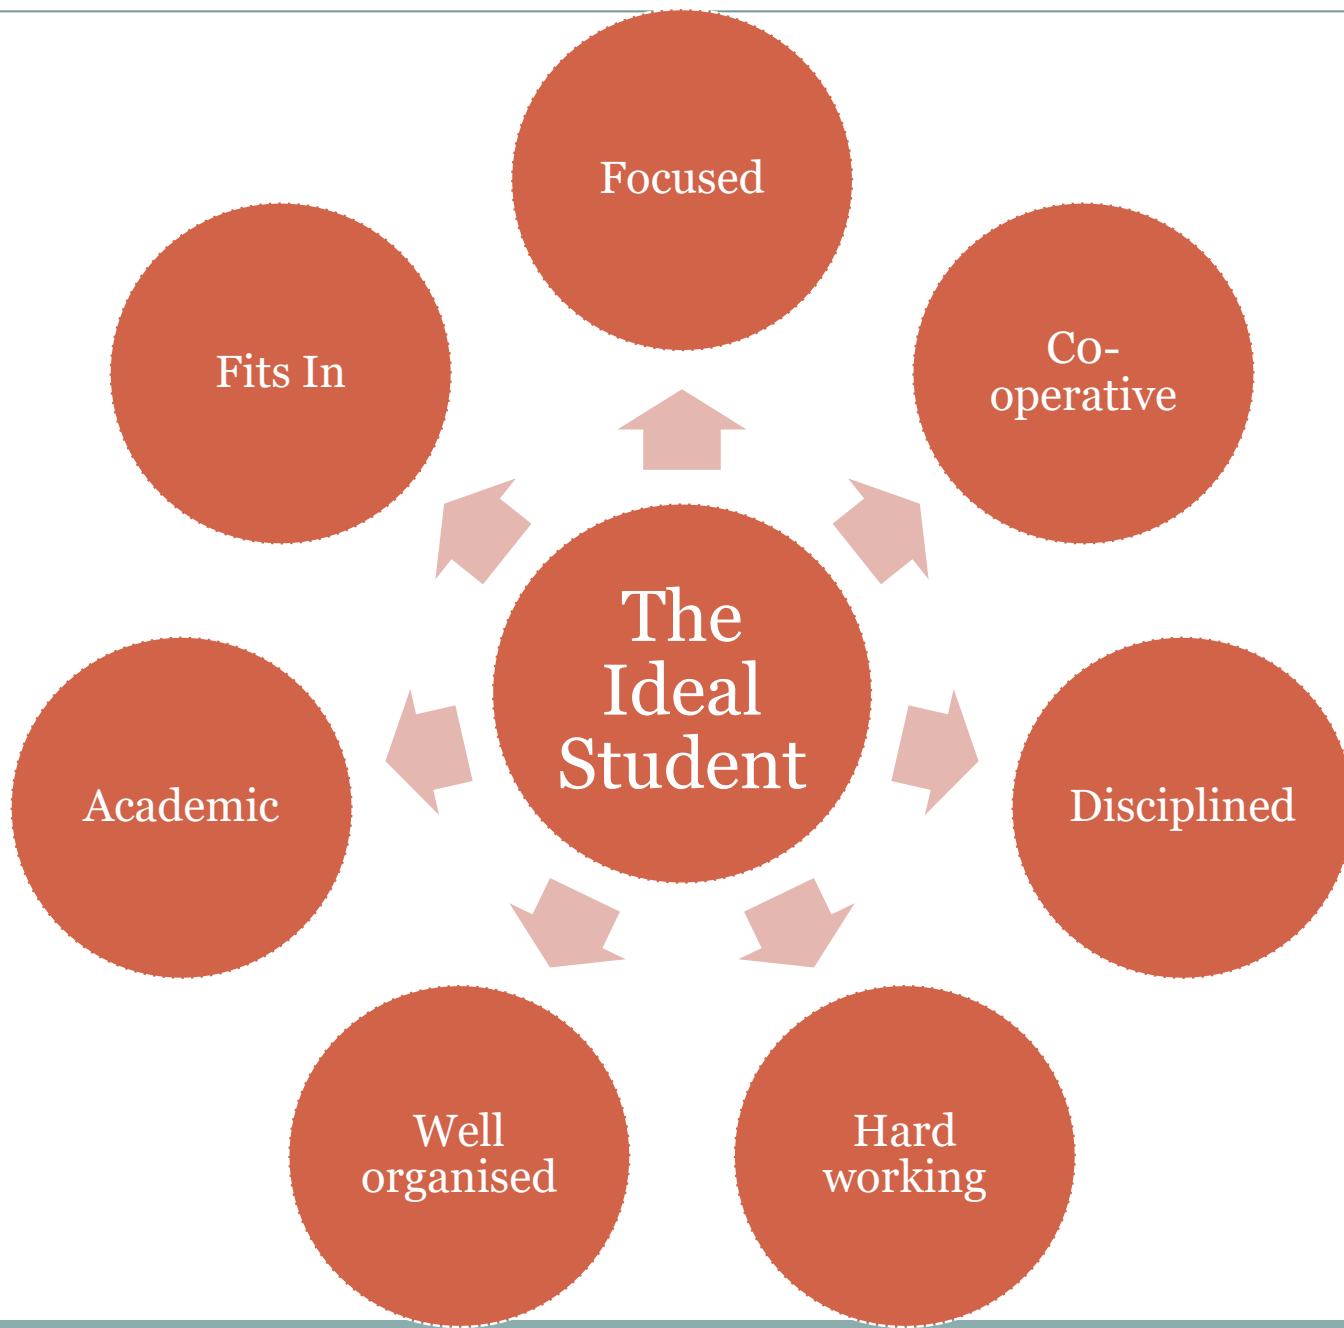 Focused
Co-
operative
Fits In
The
Ideal
Student
Academic
Disciplined
Well
organised
Hard
working